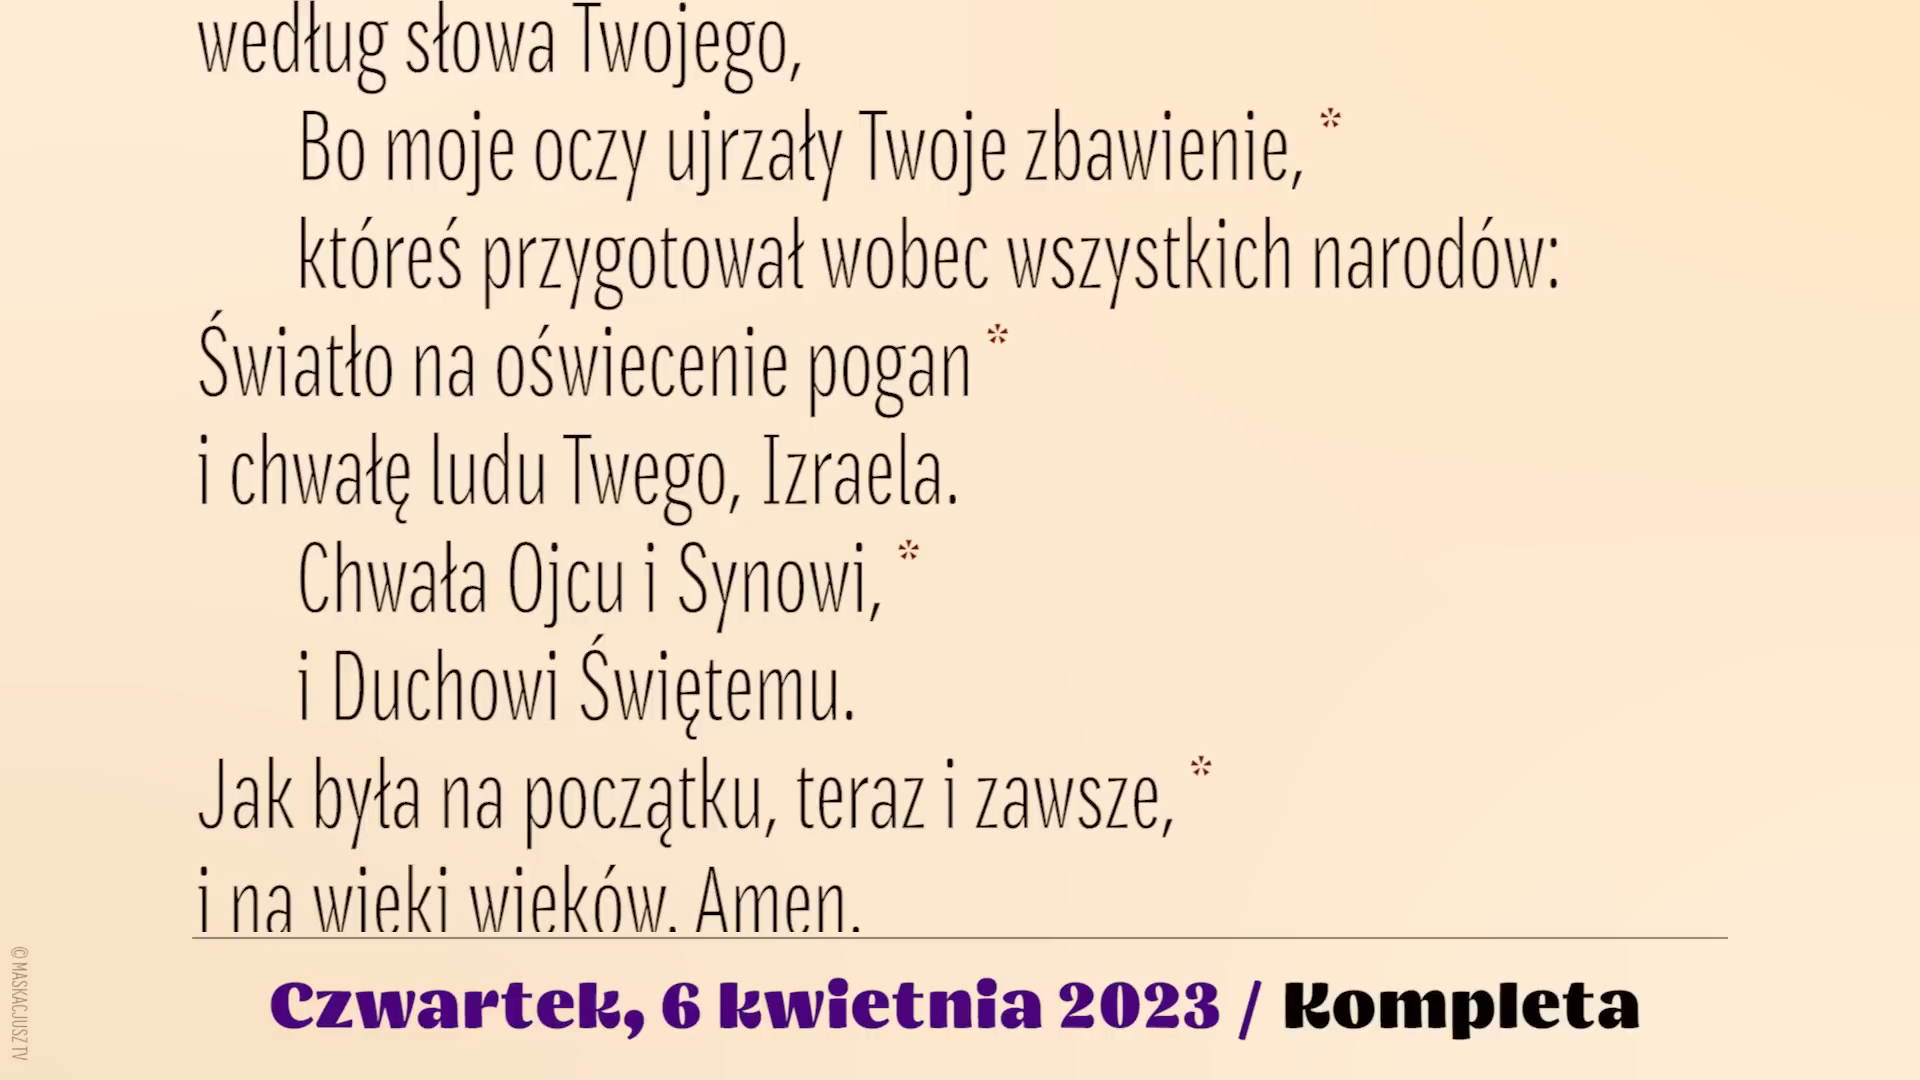 według słowa Twojego,
Bo moje oczy ujrzały Twoje zbawienie, *
któreś przygotował wobec wszystkich narodów:
Światło na oświecenie pogan *
i chwałę ludu Twego, Izraela.
Chwała Ojcu i Synowi, *
i Duchowi Świętemu.
Jak była na początku, teraz i zawsze, *
i na wieki wieków. Amen.
Czwartek, 6 kwietnia 2023 / Kompleta
© MASKACJUSZ TV